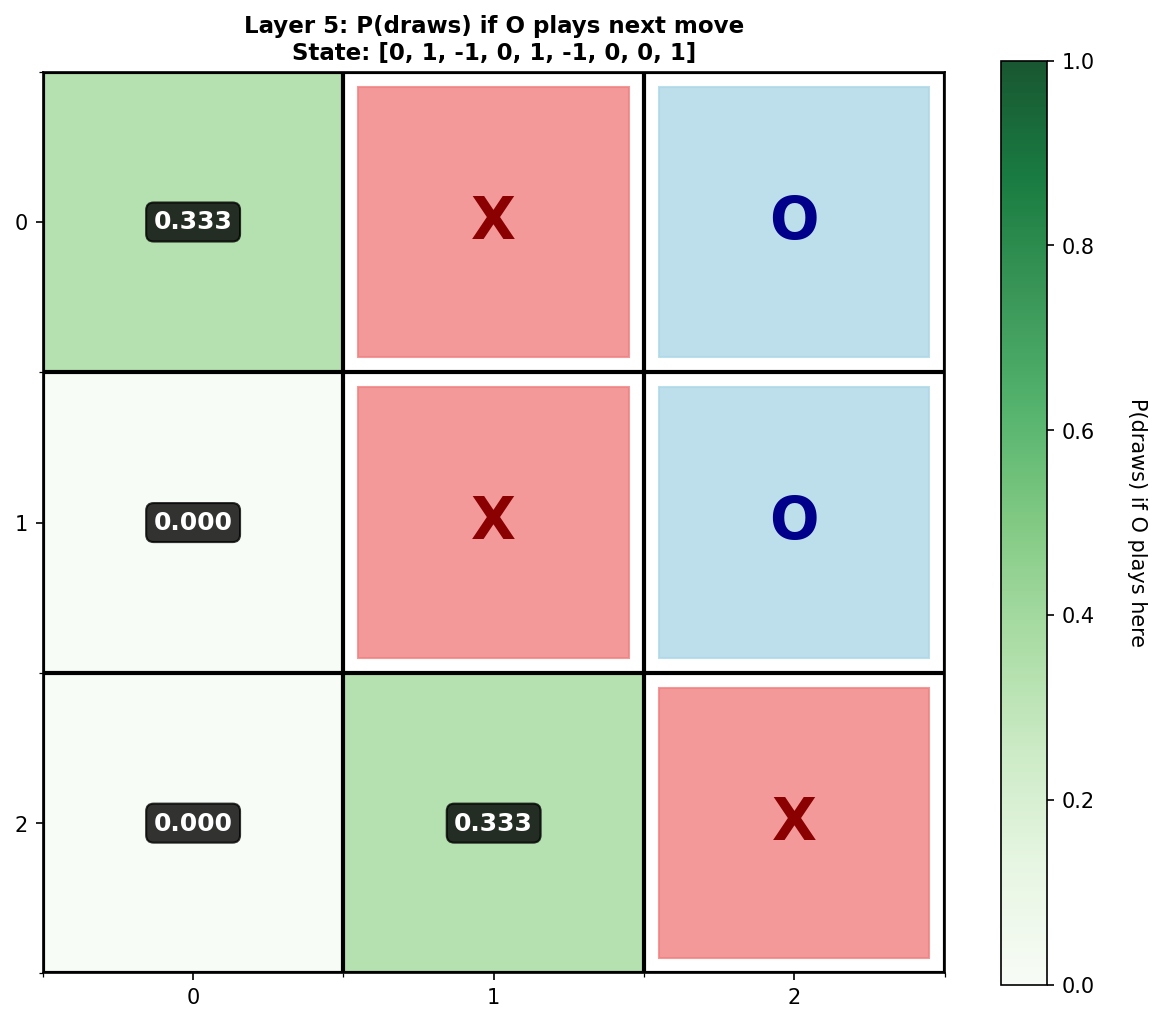 Layer 5: P(draws) if O plays next move
State: [0, 1, -1, 0, 1, -1, 0, 0, 1]
0
0.333
X
O
1
0.000
X
O
2
0.000
0.333
X
0
1
2
1.0
0.8
0.6
0.4
0.2
0.0
P(draws) if O plays here